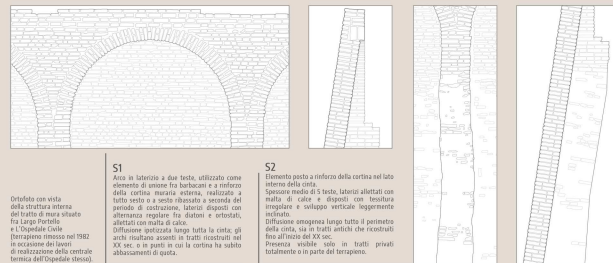 Ortofoto con vista
della struttura interna
del tratto di mura situato
fra Largo Portello
e L'Ospedale Civile
(terrapieno rimosso nel 1982
in occasione dei lavori
di realizzazione della centrale
termica dell'Ospedale stesso).
S1
Arco in laterizio a due teste, utilizzato come
elemento di unione fra barbacani e a rinforzo
della cortina muraria esterna, realizzato a
tutto sesto o a sesto ribassato a seconda del
periodo di costruzione, laterizi disposti con
alternanza regolare fra diatoni e ortostati,
allettati con malta di calce.
Diffusione ipotizzata lungo tutta la cinta; gli
archi risultano assenti in tratti ricostruiti nel
XX sec. o in punti in cui la cortina ha subito
abbassamenti di quota.
S2
Elemento posto a rinforzo della cortina nel lato
interno della cinta.
Spessore medio di 5 teste, laterizi allettati con
malta di calce e disposti con tessitura
irregolare e sviluppo verticale leggermente
inclinato.
Diffusione omogenea lungo tutto il perimetro
della cinta, sia in tratti antichi che ricostruiti
fino all'inizio del XX sec.
Presenza visibile solo in tratti privati
totalmente o in parte del terrapieno.